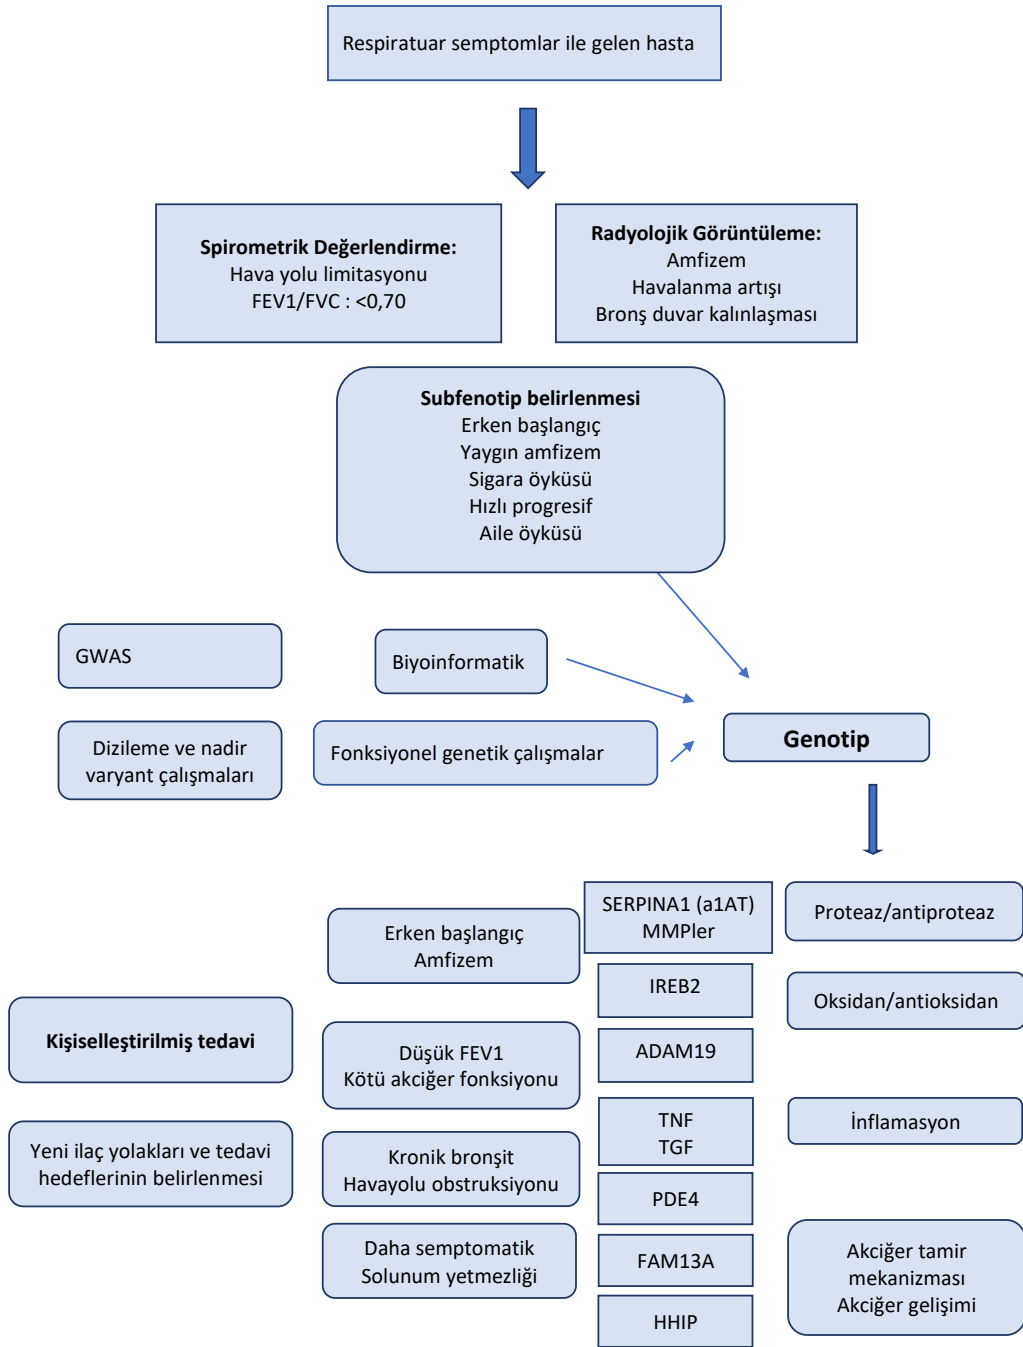 Respiratuar semptomlar ile gelen hasta
Spirometrik Değerlendirme:
Hava yolu limitasyonu
FEV1/FVC : <0,70
Radyolojik Görüntüleme:
Amfizem
Havalanma artışı
Bronş duvar kalınlaşması
Subfenotip belirlenmesi
Erken başlangıç
Yaygın amfizem
Sigara öyküsü
Hızlı progresif
Aile öyküsü
GWAS
Biyoinformatik
Dizileme ve nadir
varyant çalışmaları
Fonksiyonel genetik çalışmalar
Genotip
Erken başlangıç
Amfizem
SERPINA1 (a1AT)
MMPler
Proteaz/antiproteaz
IREB2
Oksidan/antioksidan
Kişiselleştirilmiş tedavi
Düşük FEV1
Kötü akciğer fonksiyonu
ADAM19
TNF
TGF
İnflamasyon
Yeni ilaç yolakları ve tedavi
hedeflerinin belirlenmesi
Kronik bronşit
Havayolu obstruksiyonu
PDE4
Daha semptomatik
Solunum yetmezliği
FAM13A
Akciğer tamir
mekanizması
Akciğer gelişimi
HHIP